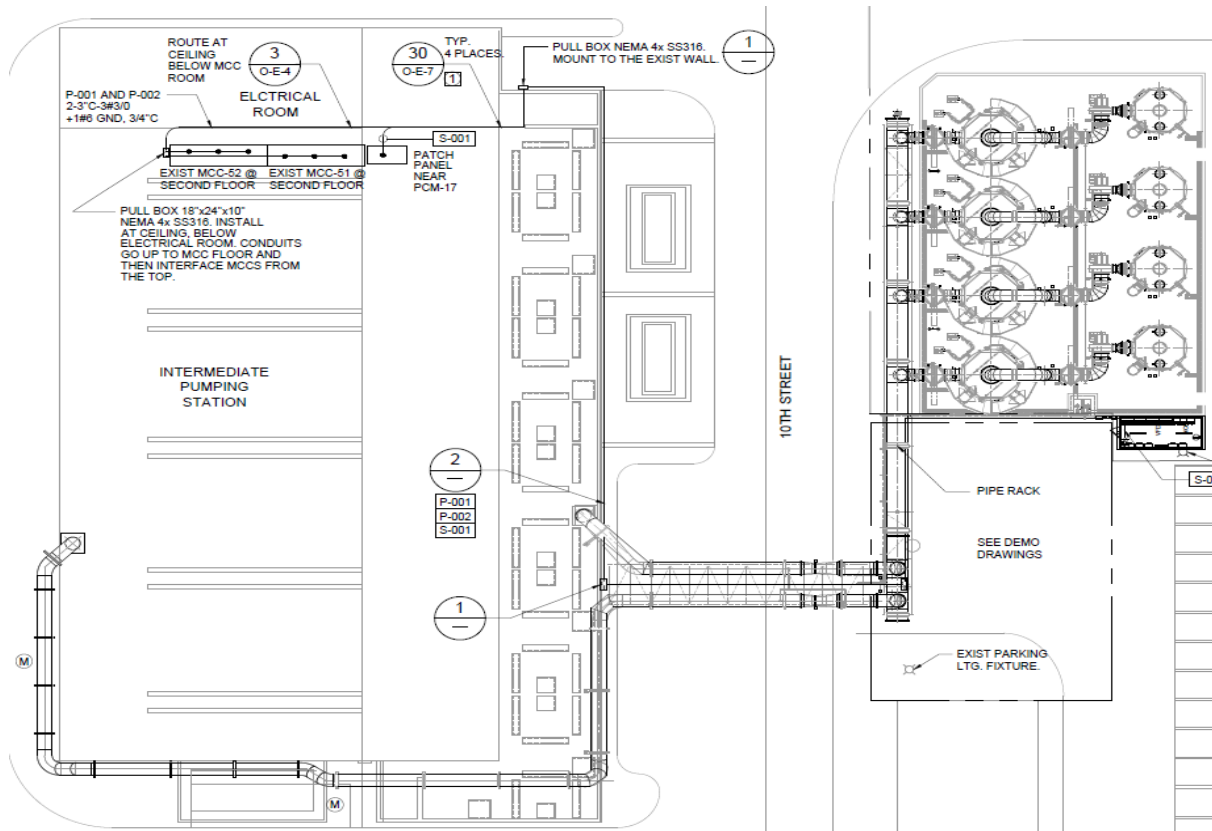 ROUTE AT
CEILING
BELOW MCC
ROOM
3
O-E-4
ELCTRICAL
ROOM
30
O-E-7
TYP.
4 PLACES.
1
PULL BOX NEMA 4x SS316.
MOUNT TO THE EXIST WALL.
1
P-001 AND P-002
2-3"C-3#3/0
+1#6 GND, 3/4"C
S-001
PATCH
PANEL
NEAR
PCM-17
EXIST MCC-52 @
SECOND FLOOR
EXIST MCC-51 @
SECOND FLOOR
PULL BOX 18"x24"x10"
NEMA 4x SS316. INSTALL
AT CEILING, BELOW
ELECTRICAL ROOM. CONDUITS
GO UP TO MCC FLOOR AND
THEN INTERFACE MCCS FROM
THE TOP.
INTERMEDIATE
PUMPING
STATION
10TH STREET
2
P-001
P-002
S-001
1
PIPE RACK
SEE DEMO
DRAWINGS
EXIST PARKING
LTG. FIXTURE.
M
M